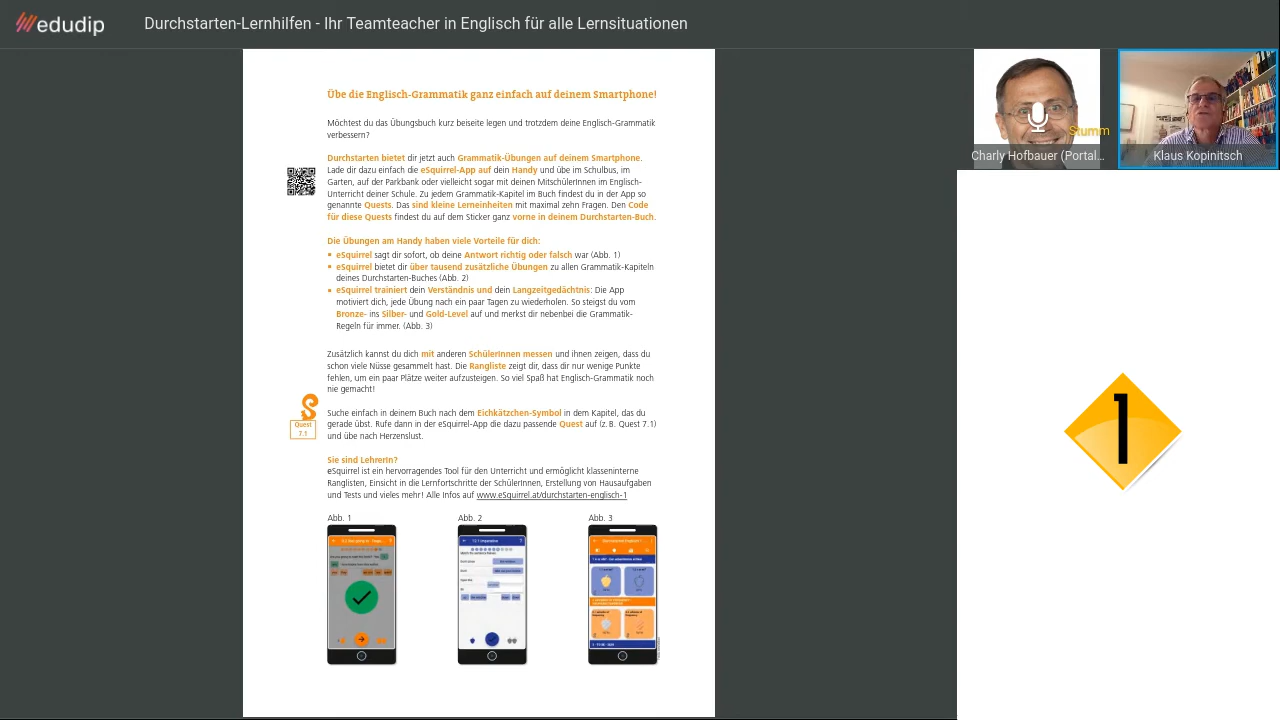 edudip
Durchstarten-Lernhilfen - Ihr Teamteacher in Englisch für alle Lernsituationen
Übe die Englisch-Grammatik ganz einfach auf deinem Smartphone!
Möchtest du das Übungsbuch kurz beiseite legen und trotzdem deine Englisch-Grammatik
verbessern?
Durchstarten bietet dir jetzt auch Grammatik-Übungen auf deinem Smartphone.
Lade dir dazu einfach die eSquirrel-App auf dein Handy und übe im Schulbus, im
Garten, auf der Parkbank oder vielleicht sogar mit deinen MitschülerInnen im Englisch-
Unterricht deiner Schule. Zu jedem Grammatik-Kapitel im Buch findest du in der App so
genannte Quests. Das sind kleine Lerneinheiten mit maximal zehn Fragen. Den Code
für diese Quests findest du auf dem Sticker ganz vorne in deinem Durchstarten-Buch.
Die Übungen am Handy haben viele Vorteile für dich:
eSquirrel sagt dir sofort, ob deine Antwort richtig oder falsch war (Abb. 1)
eSquirrel bietet dir über tausend zusätzliche Übungen zu allen Grammatik-Kapiteln
deines Durchstarten-Buches (Abb. 2)
eSquirrel trainiert dein Verständnis und dein Langzeitgedächtnis: Die App
motiviert dich, jede Übung nach ein paar Tagen zu wiederholen. So steigst du vom
Bronze- ins Silber- und Gold-Level auf und merkst dir nebenbei die Grammatik-
Regeln für immer. (Abb. 3)
Zusätzlich kannst du dich mit anderen SchülerInnen messen und ihnen zeigen, dass du
schon viele Nüsse gesammelt hast. Die Rangliste zeigt dir, dass dir nur wenige Punkte
fehlen, um ein paar Plätze weiter aufzusteigen. So viel Spaß hat Englisch-Grammatik noch
nie gemacht!
Quest
7.1
Suche einfach in deinem Buch nach dem Eichkätzchen-Symbol in dem Kapitel, das du
gerade übst. Rufe dann in der eSquirrel-App die dazu passende Quest auf (z. B. Quest 7.1)
und übe nach Herzenslust.
Sie sind LehrerIn?
eSquirrel ist ein hervorragendes Tool für den Unterricht und ermöglicht klasseninterne
Ranglisten, Einsicht in die Lernfortschritte der SchülerInnen, Erstellung von Hausaufgaben
und Tests und vieles mehr! Alle Infos auf www.eSquirrel.at/durchstarten-englisch-1
Abb. 1
Abb. 2
Abb. 3
Stumm
Charly Hofbauer (Portal...
Klaus Kopinitsch
1